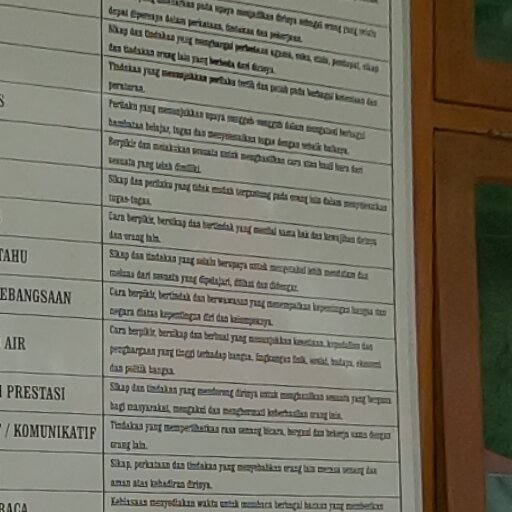 yang didasarkan pada upaya menjadikan dirinya sebagai orang yang selalu
dapat dipercaya dalam perkataan, tindakan dan pekerjaan.
Sikap dan tindakan yang menghargai perbedaan agama, suku, etnis, pendapat, sikap
dan tindakan orang lain yang berbeda dari dirinya.
Tindakan yang menunjukkan perilaku tertib dan patuh pada berbagai ketentuan dan
peraturan.
S
Perilaku yang menunjukkan upaya sungguh-sungguh dalam mengatasi berbagai
hambatan belajar, tugas dan menyelesaikan tugas dengan sebaik baiknya.
Berpikir dan melakukan sesuatu untuk menghasilkan cara atau hasil baru dari
sesuatu yang telah dimiliki.
Sikap dan perilaku yang tidak mudah tergantung pada orang lain dalam menyelesaikan
tugas-tugas.
Cara berpikir, bersikap dan bertindak yang menilai sama hak dan kewajiban dirinya
dan orang lain.
TAHU
Sikap dan tindakan yang selalu berupaya untuk mengetahui lebih mendalam dan
meluas dari sesuatu yang dipelajari, dilihat dan didengar.
EBANGSAAN
Cara berpikir, bertindak dan berwawasan yang menempatkan kepentingan bangsa dan
negara diatas kepentingan diri dan kelompoknya.
AIR
Cara berpikir, bersikap dan berbuat yang menunjukkan kesetiaan, kepedulian dan
penghargaan yang tinggi terhadap bangsa, lingkungan fisik, sosial, budaya, ekonomi
dan politik bangsa.
PRESTASI
Sikap dan tindakan yang mendorong dirinya untuk menghasilkan sesuatu yang berguna
bagi masyarakat, mengakui dan menghormati keberhasilan orang lain.
/ KOMUNIKATIF
Tindakan yang memperlihatkan rasa senang bicara, bergaul dan bekerja sama dengan
orang lain.
Sikap, perkataan dan tindakan yang menyebabkan orang lain merasa senang dan
aman atas kehadiran dirinya.
BACA
Kebiasaan menyediakan waktu untuk membaca berbagai bacaan yang memberikan